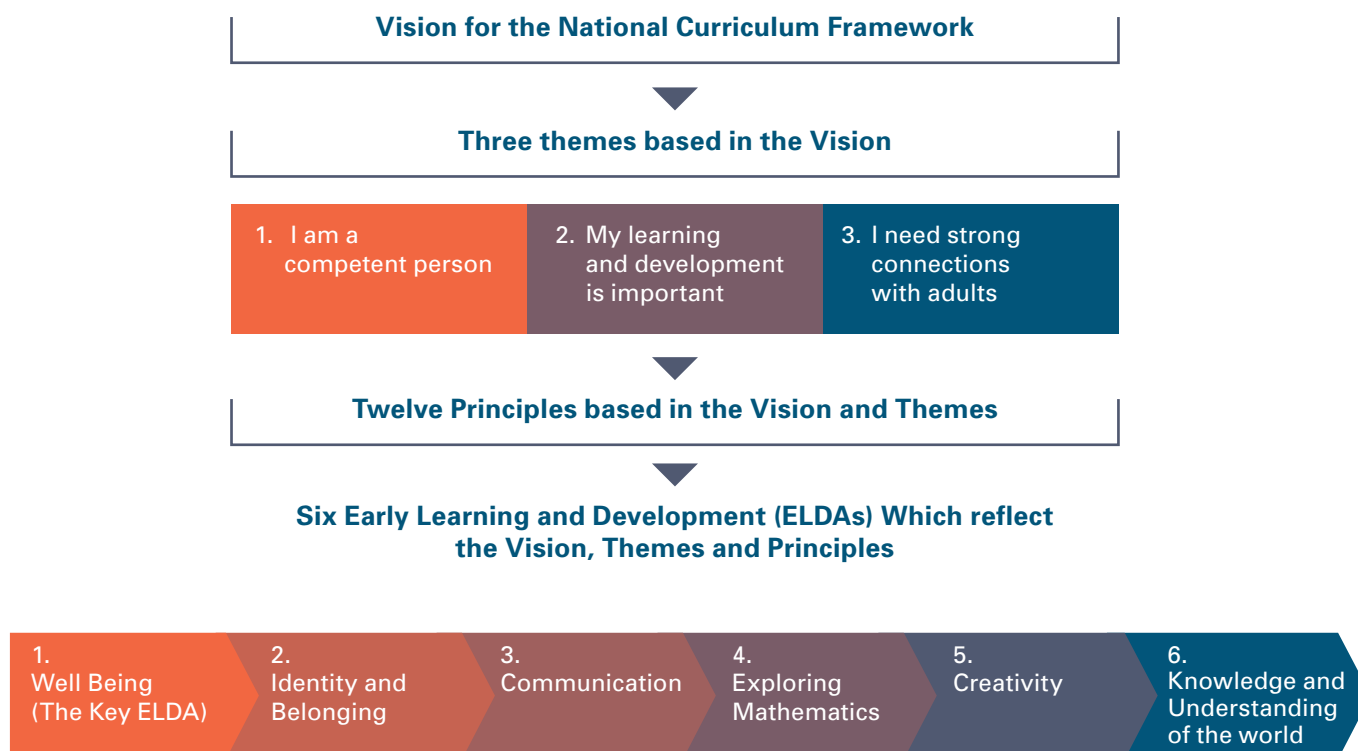 Vision for the National Curriculum Framework
Three themes based in the Vision
1. I am a
competent person
2. My learning
and development
is important
3. I need strong
connections
with adults
Twelve Principles based in the Vision and Themes
Six Early Learning and Development (ELDAs) Which reflect
the Vision, Themes and Principles
1.
Well Being
(The Key ELDA)
2.
Identity and
Belonging
3.
Communication
4.
Exploring
Mathematics
5.
Creativity
6.
Knowledge and
Understanding
of the world